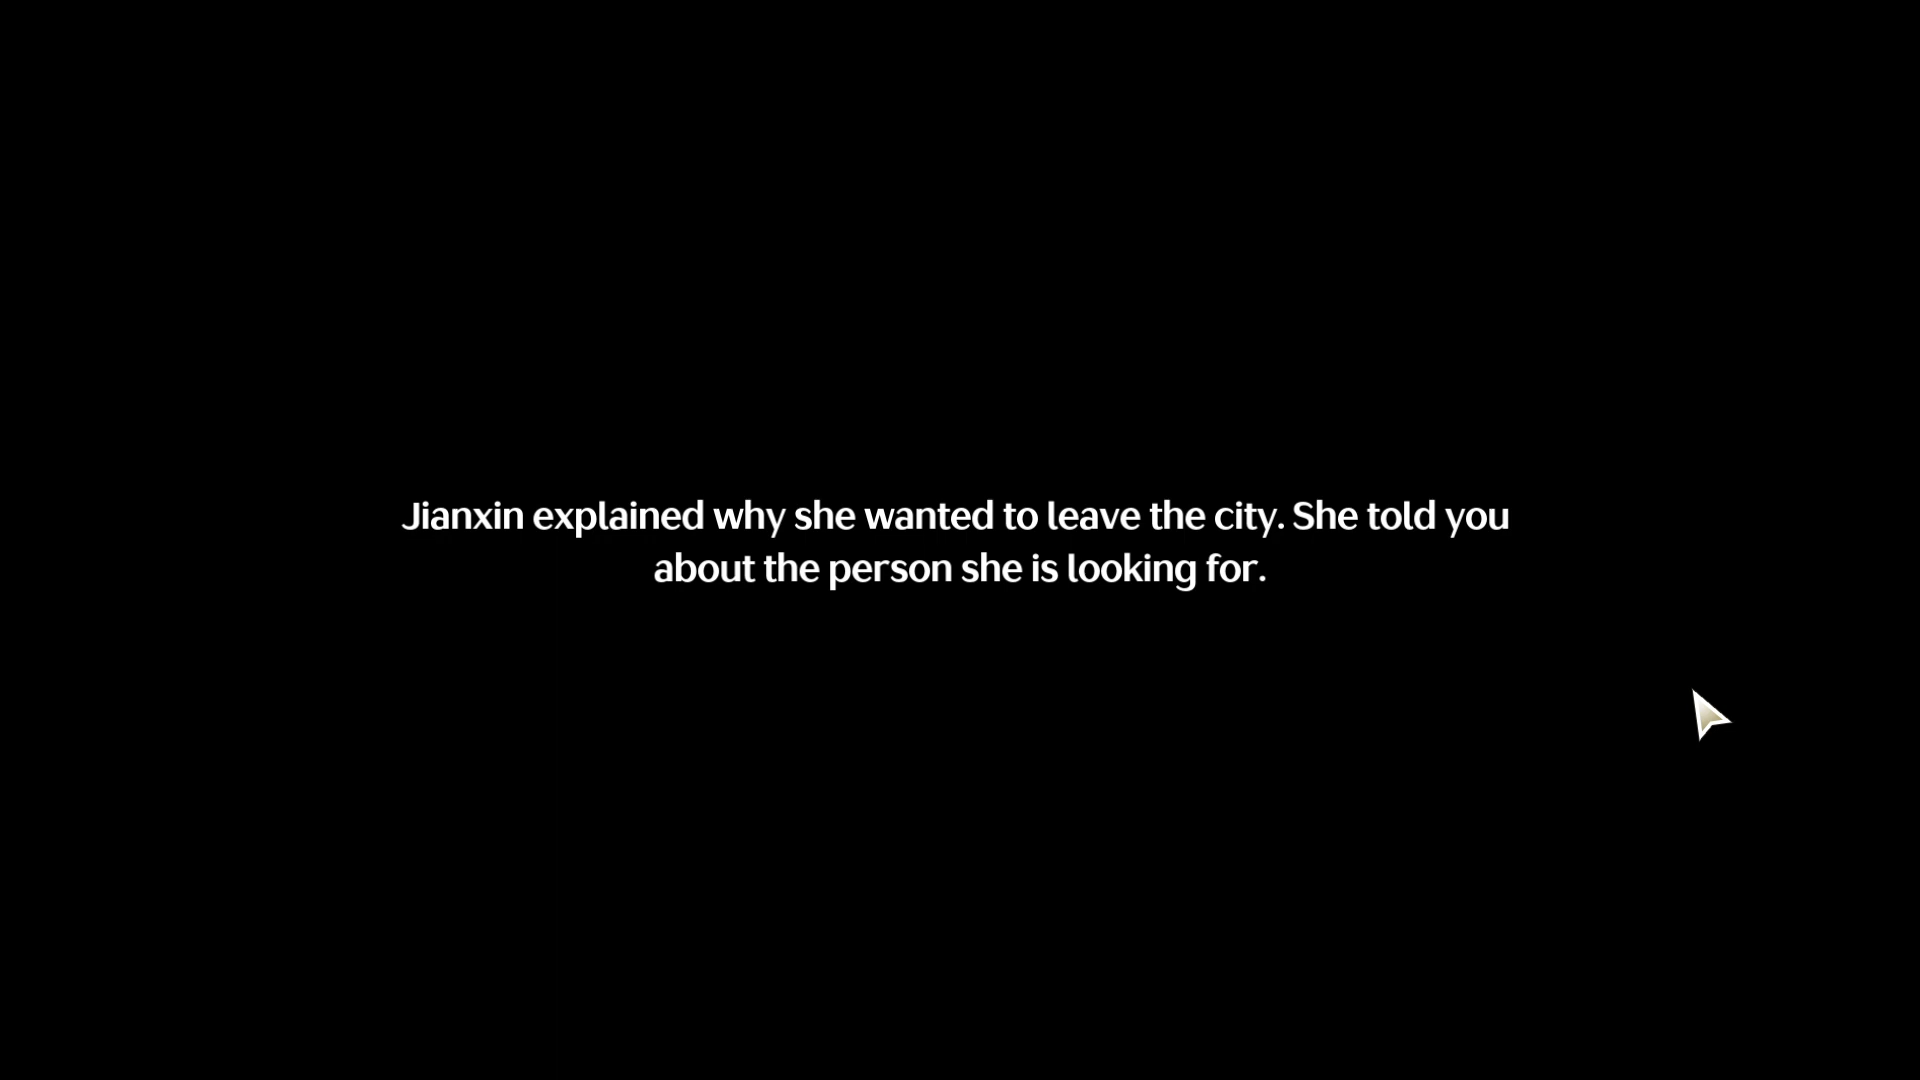 Jianxin explained why she wanted to leave the city. She told you
about the person she is looking for.